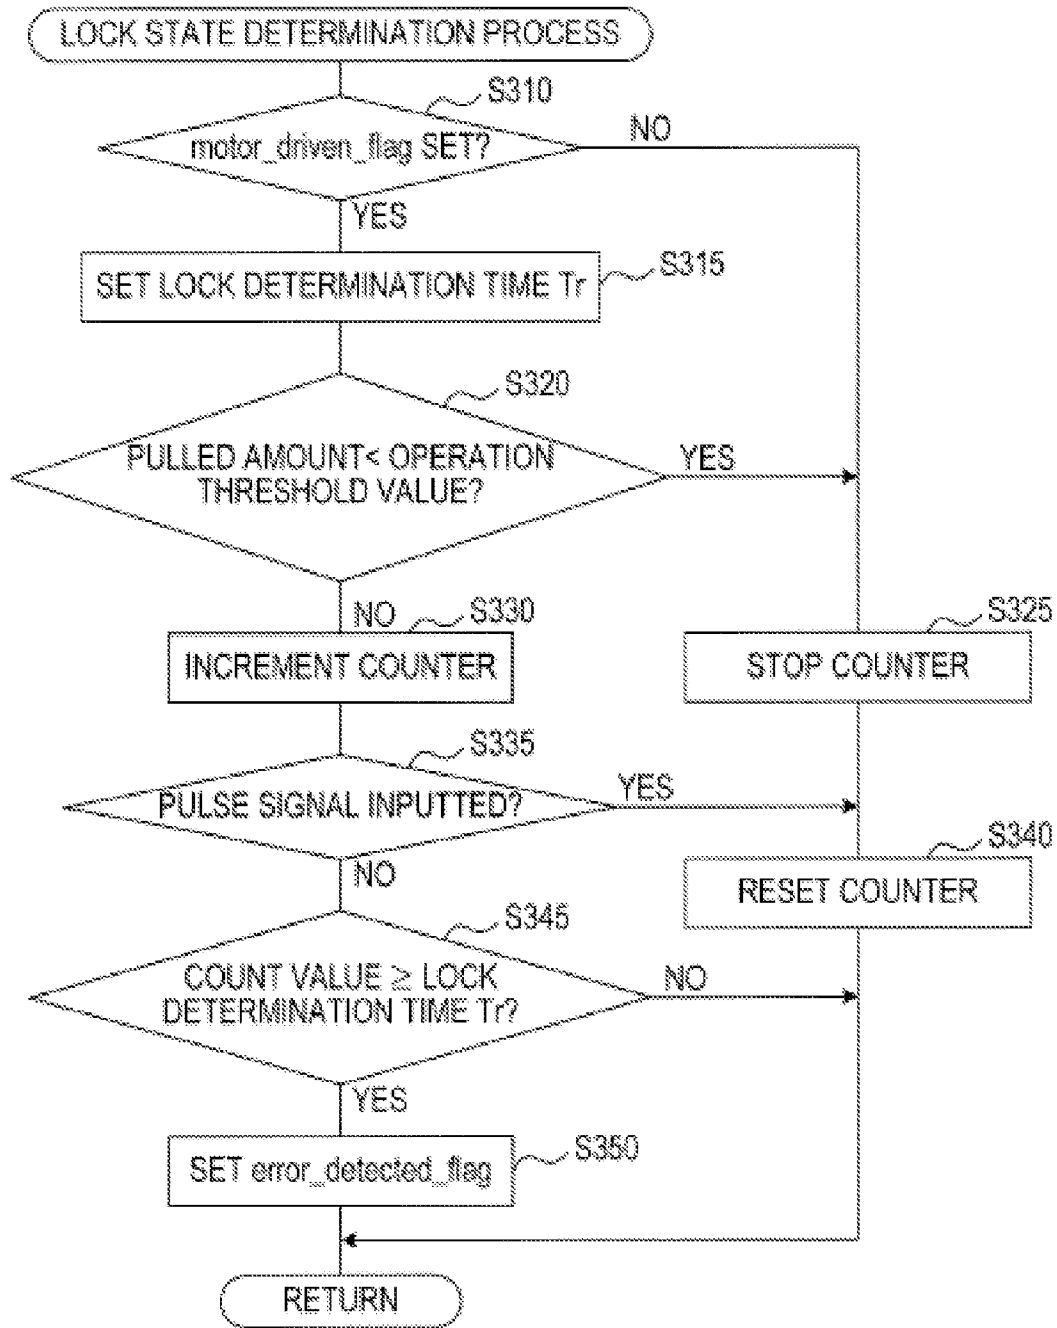 LOCK STATE DETERMINATION PROCESS
S310
motor_driven_flag SET?
NO
YES
S315
SET LOCK DETERMINATION TIME Tr
S320
PULLED AMOUNT< OPERATION
THRESHOLD VALUE?
YES
NO
S330
INCREMENT COUNTER
S325
STOP COUNTER
S335
PULSE SIGNAL INPUTTED?
YES
NO
S340
RESET COUNTER
S345
COUNT VALUE ≥ LOCK
DETERMINATION TIME Tr?
NO
YES
S350
SET error_detected_flag
RETURN